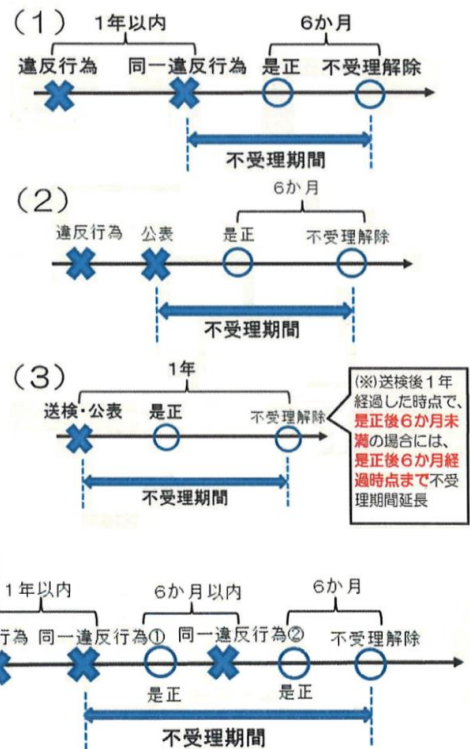 (1)
1年以内
6か月
違反行為 同一違反行為 是正 不受理解除
不受理期間
(2)
6か月
違反行為 公表 是正 不受理解除
不受理期間
(3)
1年
送検・公表 是正 不受理解除
不受理期間
(※)送検後1年
経過した時点で、
是正後6か月未
満の場合には、
是正後6か月経
過時点まで不受
理期間延長
1年以内 6か月以内 6か月
行為 同一違反行為① 同一違反行為② 不受理解除
是正 是正
不受理期間